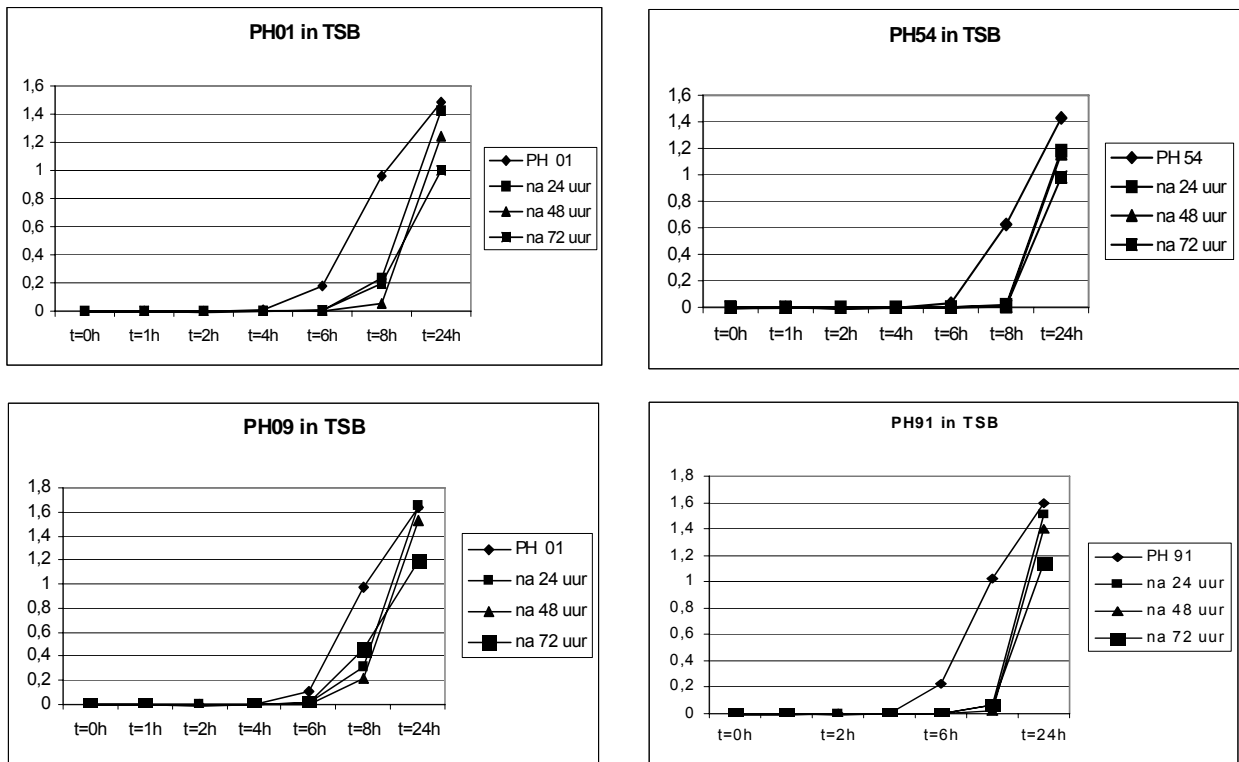 PH01 in TSB
1,6
1,4
1,2
1
0,8
0,6
0,4
0,2
0
t=0h t=1h t=2h t=4h t=6h t=8h t=24h
PH 01
na 24 uur
na 48 uur
na 72 uur
PH54 in TSB
1,6
1,4
1,2
1
0,8
0,6
0,4
0,2
0
t=0h t=1h t=2h t=4h t=6h t=8h t=24h
PH 54
na 24 uur
na 48 uur
na 72 uur
PH09 in TSB
1,8
1,6
1,4
1,2
1
0,8
0,6
0,4
0,2
0
t=0h t=1h t=2h t=4h t=6h t=8h t=24h
PH 01
na 24 uur
na 48 uur
na 72 uur
PH91 in TSB
1,8
1,6
1,4
1,2
1
0,8
0,6
0,4
0,2
0
t=0h t=2h t=6h t=24h
PH 91
na 24 uur
na 48 uur
na 72 uur